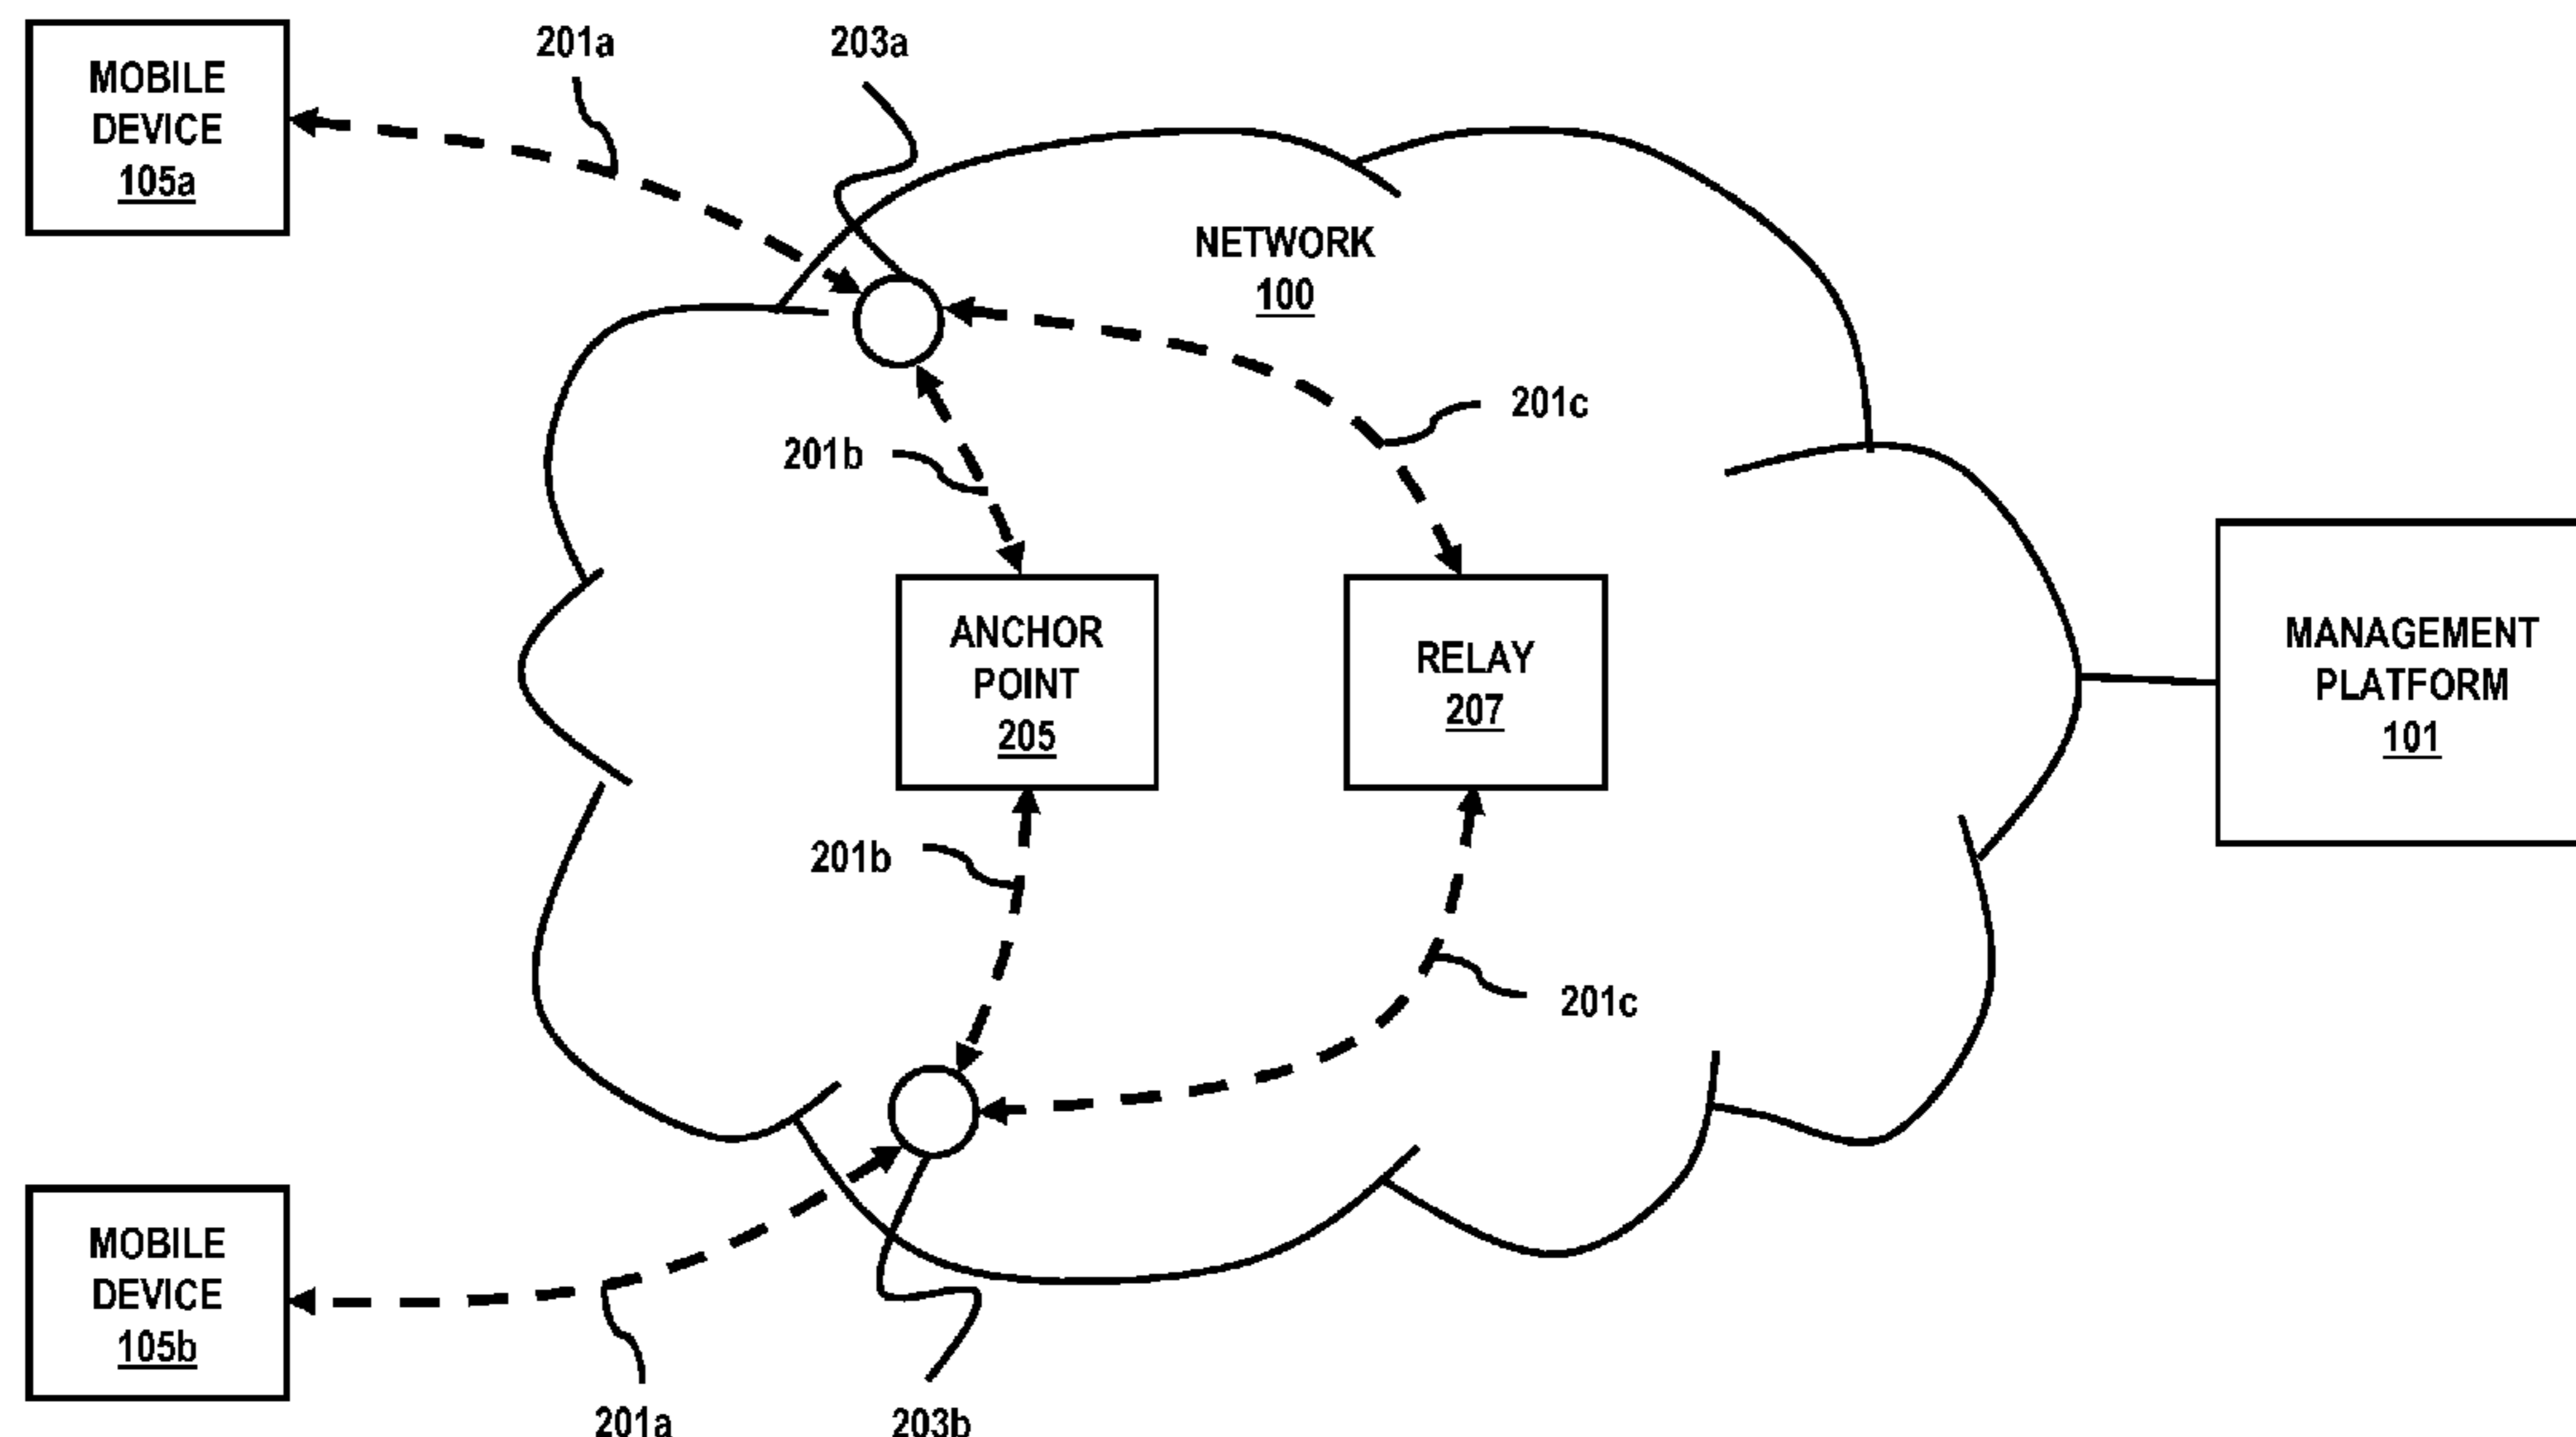 201a
203a
MOBILE
DEVICE
105a
NETWORK
100
201c
201b
ANCHOR
POINT
205
RELAY
207
MANAGEMENT
PLATFORM
101
201b
201c
MOBILE
DEVICE
105b
201a
203b